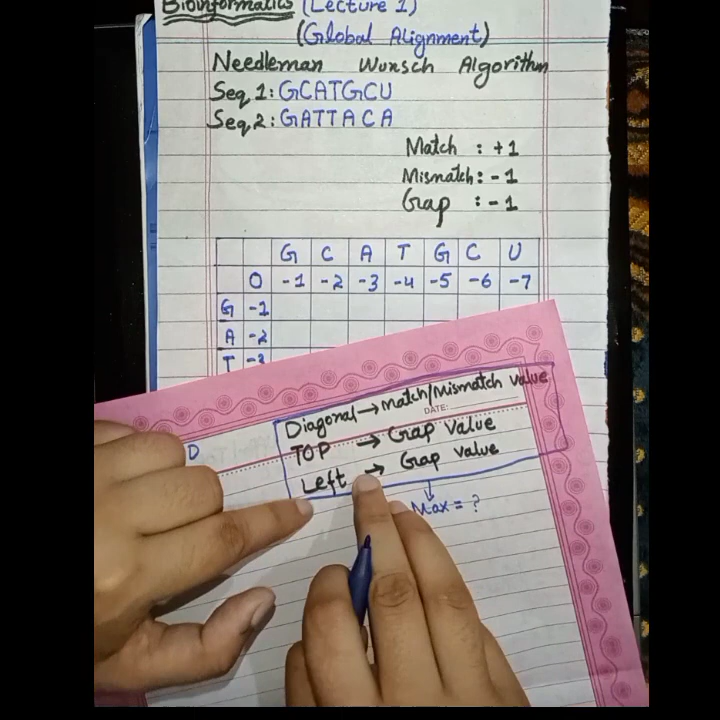 Bioinformatics (Lecture 1)
(Global Alignment)
Needleman Wunsch Algorithm
Seq.1: GCATGCU
Seq.2: GATTACA
Match : +1
Mismatch: -1
Gap : -1
G C A T G C U
0 -1 -2 -3 -4 -5 -6 -7
G -1
A -2
T -3
Diagonal → Match/Mismatch value
DATE:
TOP → Gap Value
Left → Gap value
D
Max = ?